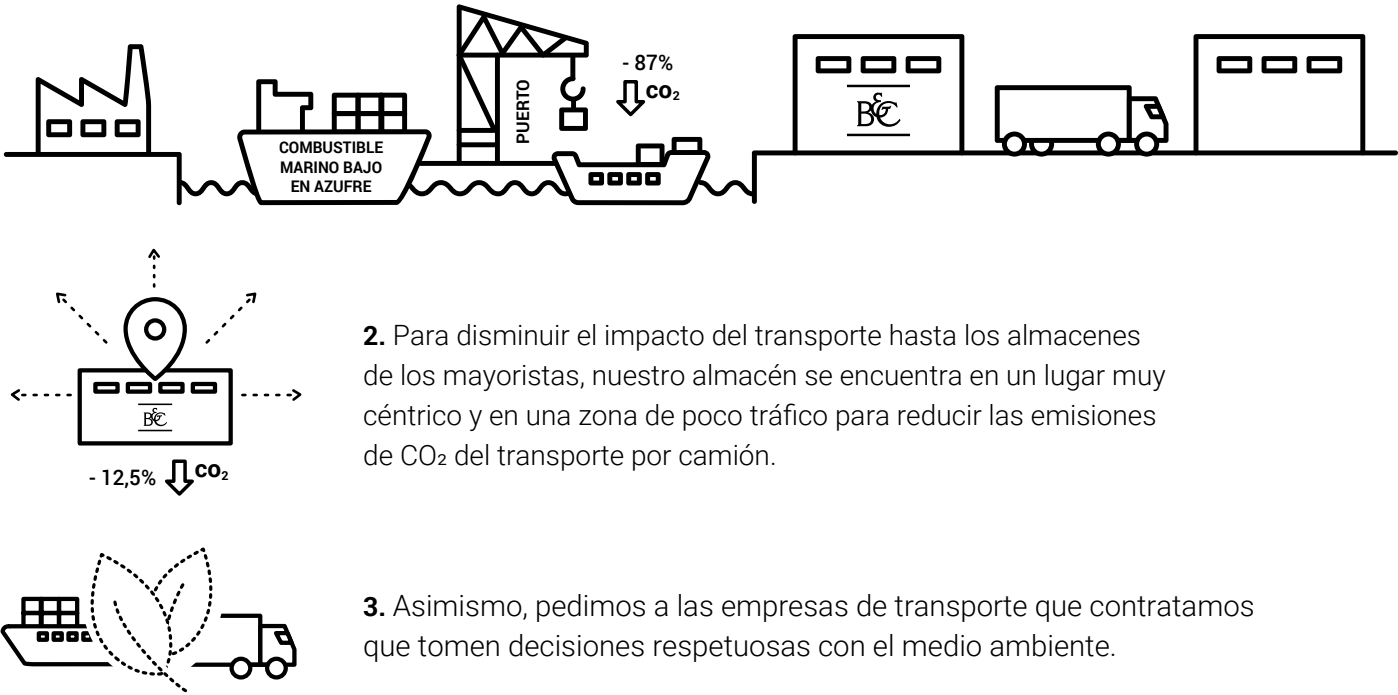 - 87%
CO₂
PUERTO
B&C
COMBUSTIBLE
MARINO BAJO
EN AZUFRE
2. Para disminuir el impacto del transporte hasta los almacenes
de los mayoristas, nuestro almacén se encuentra en un lugar muy
céntrico y en una zona de poco tráfico para reducir las emisiones
de CO₂ del transporte por camión.
B&C
- 12,5% CO₂
3. Asimismo, pedimos a las empresas de transporte que contratamos
que tomen decisiones respetuosas con el medio ambiente.